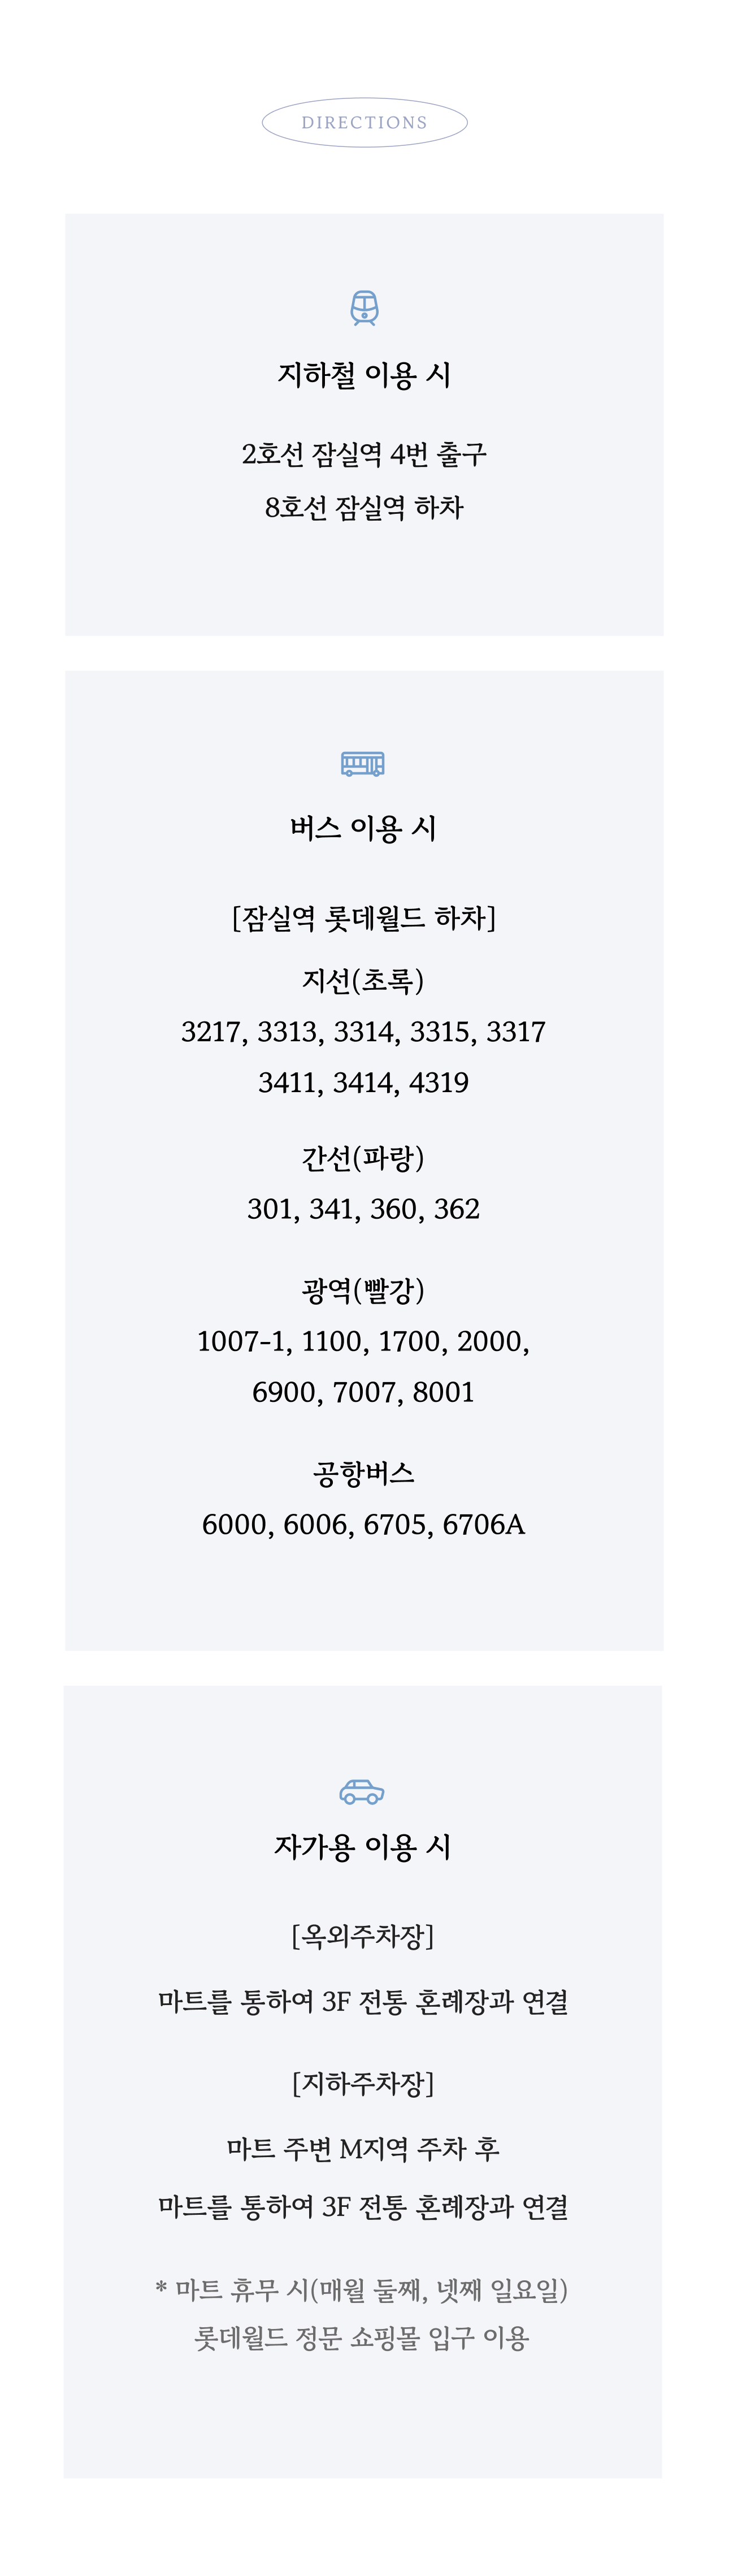 DIRECTIONS
지하철 이용 시
2호선 잠실역 4번 출구
8호선 잠실역 하차
버스 이용 시
[잠실역 롯데월드 하차]
지선(초록)
3217, 3313, 3314, 3315, 3317
3411, 3414, 4319
간선(파랑)
301, 341, 360, 362
광역(빨강)
1007-1, 1100, 1700, 2000,
6900, 7007, 8001
공항버스
6000, 6006, 6705, 6706A
자가용 이용 시
[옥외주차장]
마트를 통하여 3F 전통 혼례장과 연결
[지하주차장]
마트 주변 M지역 주차 후
마트를 통하여 3F 전통 혼례장과 연결
* 마트 휴무 시(매월 둘째, 넷째 일요일)
롯데월드 정문 쇼핑몰 입구 이용